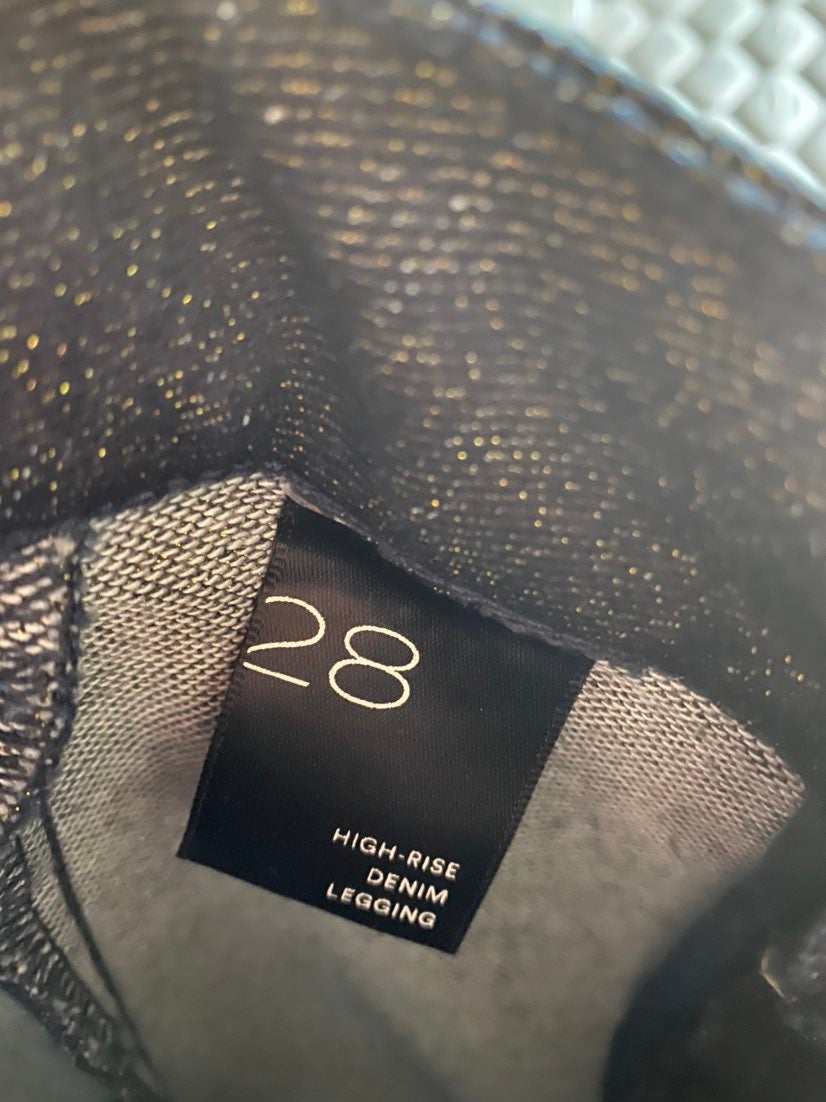 28
HIGH-RISE
DENIM
LEGGING